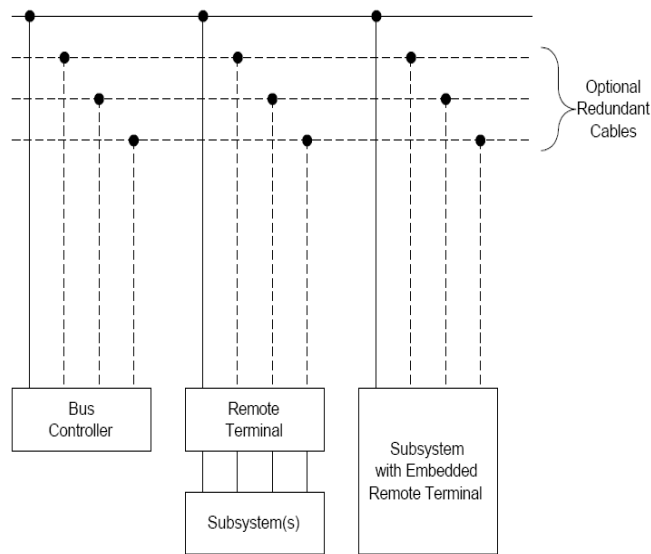 Optional
Redundant
Cables
Bus
Controller
Remote
Terminal
Subsystem(s)
Subsystem
with Embedded
Remote Terminal